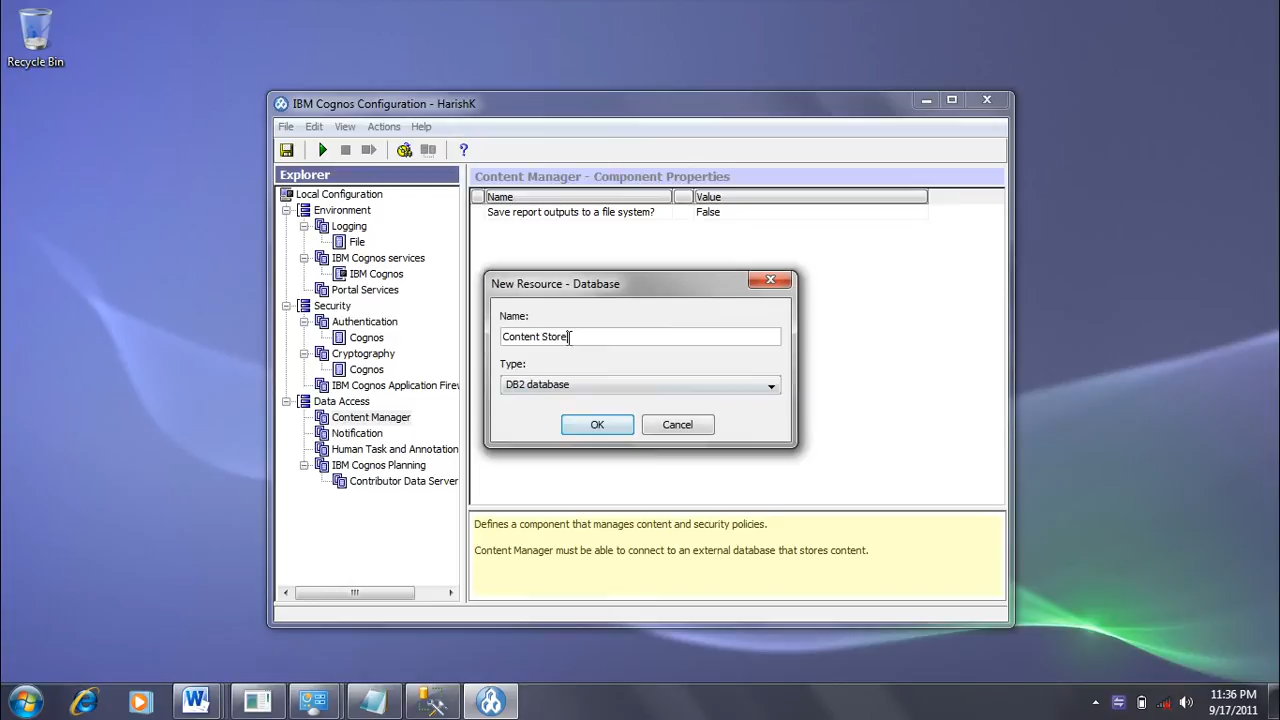 Recycle Bin
IBM Cognos Configuration - HarishK
File Edit View Actions Help
Explorer
Local Configuration
Environment
Logging
File
IBM Cognos services
IBM Cognos
Portal Services
Security
Authentication
Cognos
Cryptography
Cognos
IBM Cognos Application Firew
Data Access
Content Manager
Notification
Human Task and Annotation
IBM Cognos Planning
Contributor Data Server
Content Manager - Component Properties
Name Value
Save report outputs to a file system? False
New Resource - Database
Name:
Content Store
Type:
DB2 database
OK Cancel
Defines a component that manages content and security policies.
Content Manager must be able to connect to an external database that stores content.
11:36 PM
9/17/2011